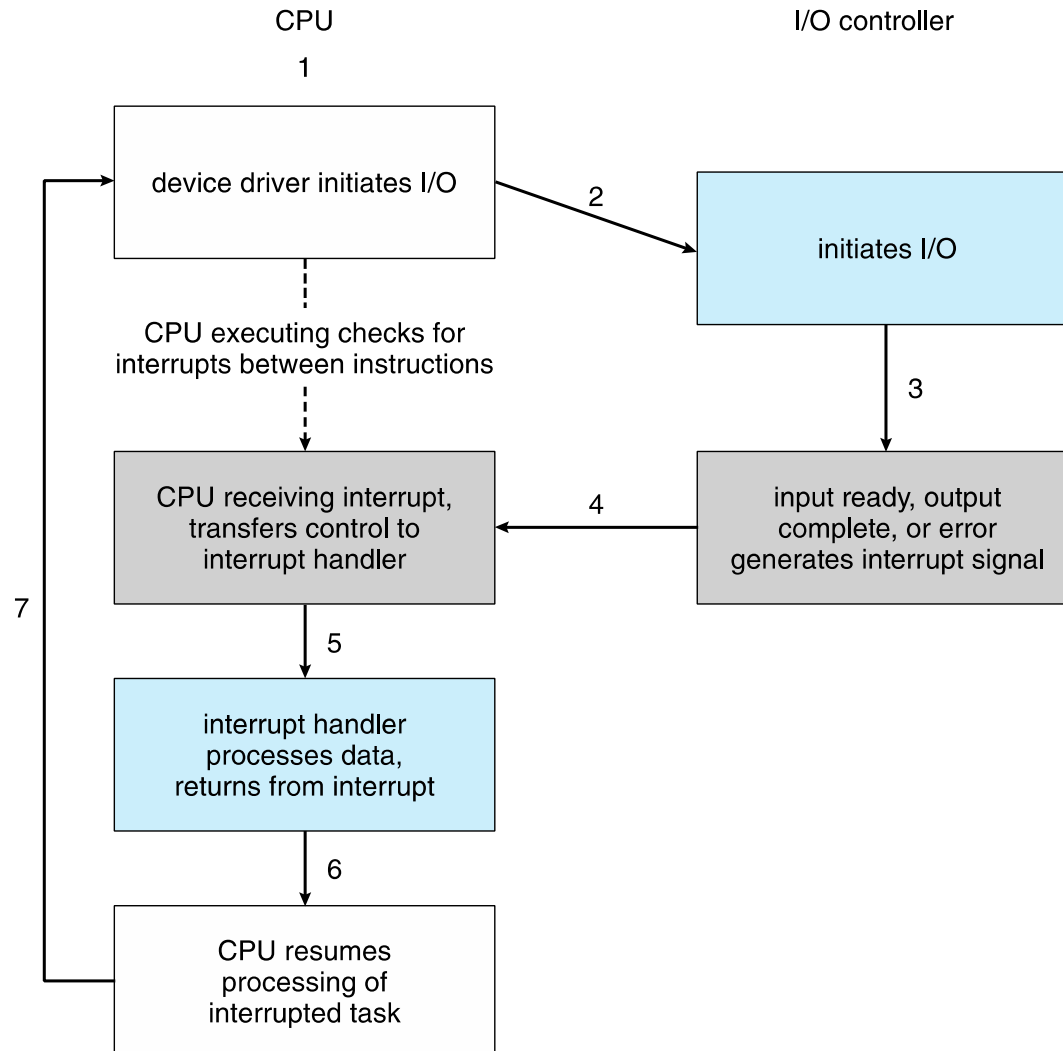 CPU
I/O controller
1
device driver initiates I/O
2
initiates I/O
CPU executing checks for
interrupts between instructions
3
CPU receiving interrupt,
transfers control to
interrupt handler
4
input ready, output
complete, or error
generates interrupt signal
7
5
interrupt handler
processes data,
returns from interrupt
6
CPU resumes
processing of
interrupted task